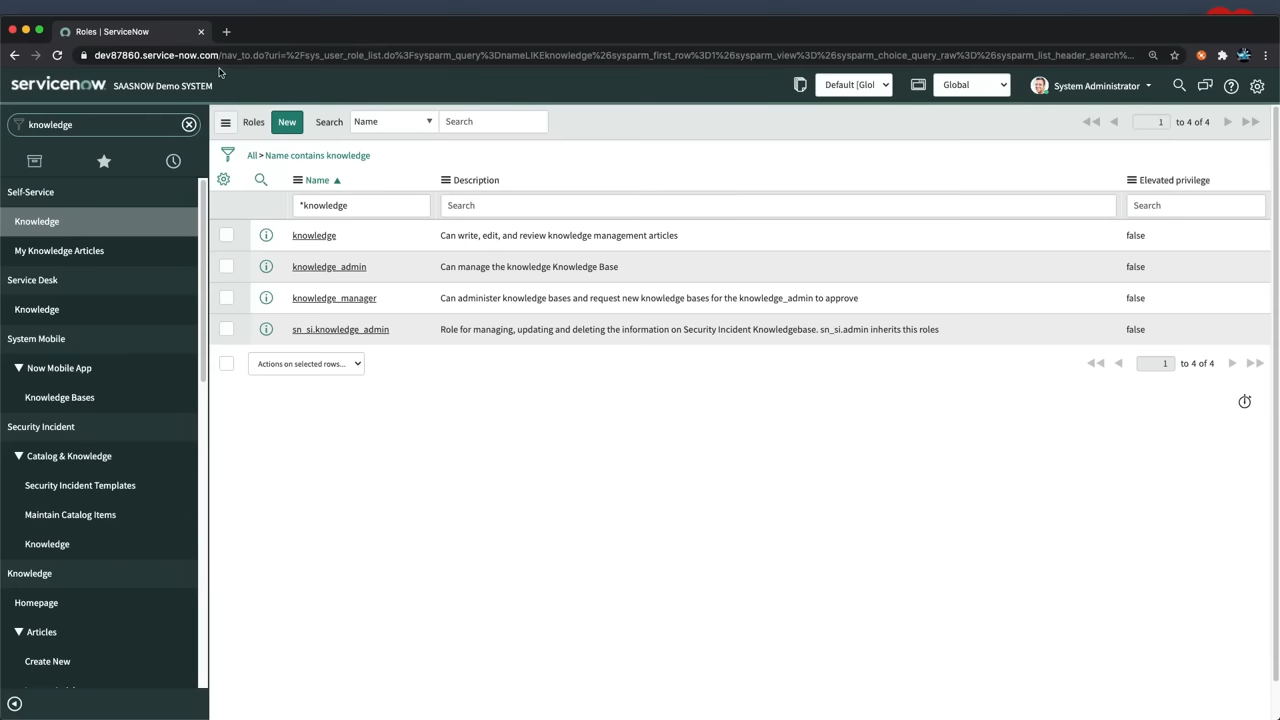 Roles | ServiceNow
dev87860.service-now.com/nav_to.do?uri=%2Fsys_user_role_list.do%3Fsysparm_query%3DnameLIKEknowledge%26sysparm_first_row%3D1%26sysparm_view%3D%26sysparm_choice_query_raw%3D%26sysparm_list_header_search%...
servicenow SAASNOW Demo SYSTEM
Default [Glol
Global
System Administrator
knowledge
Roles New Search Name Search
1 to 4 of 4
All > Name contains knowledge
Name Description Elevated privilege
*knowledge Search Search
knowledge Can write, edit, and review knowledge management articles false
knowledge_admin Can manage the knowledge Knowledge Base false
knowledge_manager Can administer knowledge bases and request new knowledge bases for the knowledge_admin to approve false
sn_si.knowledge_admin Role for managing, updating and deleting the information on Security Incident Knowledgebase. sn_si.admin inherits this roles false
Actions on selected rows...
1 to 4 of 4
Self-Service
Knowledge
My Knowledge Articles
Service Desk
Knowledge
System Mobile
Now Mobile App
Knowledge Bases
Security Incident
Catalog & Knowledge
Security Incident Templates
Maintain Catalog Items
Knowledge
Knowledge
Homepage
Articles
Create New